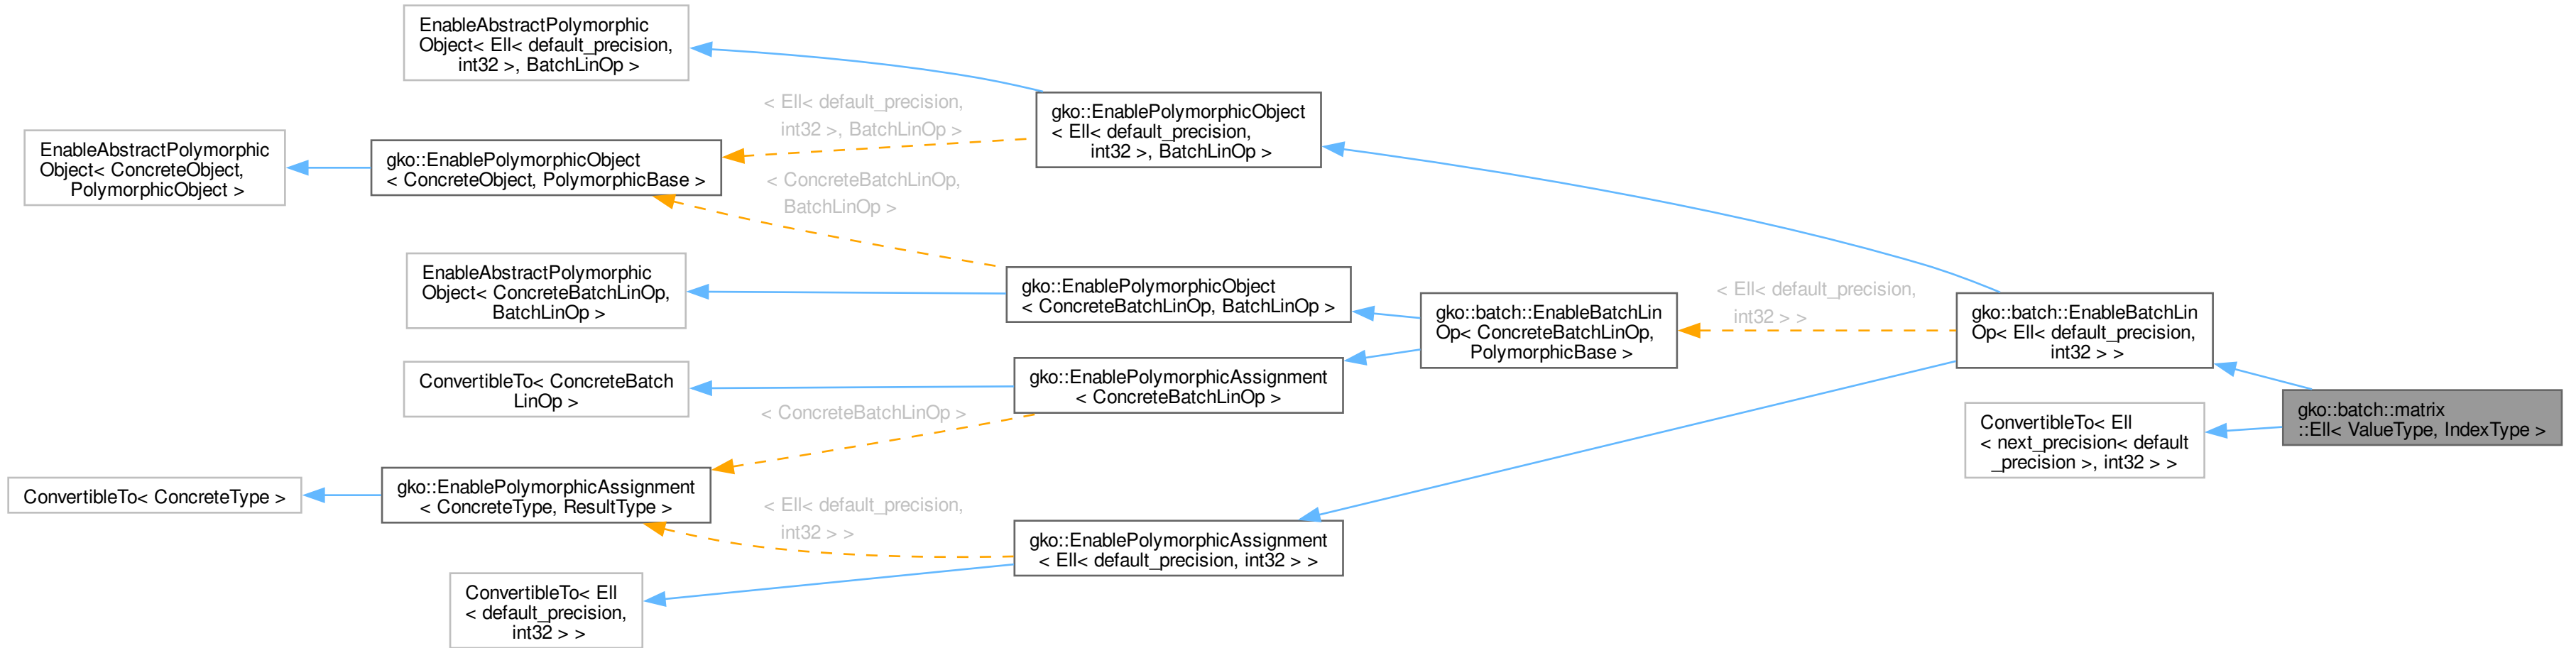 EnableAbstractPolymorphic
Object< Ell< default_precision,
int32 >, BatchLinOp >
< Ell< default_precision,
int32 >, BatchLinOp >
gko::EnablePolymorphicObject
< Ell< default_precision,
int32 >, BatchLinOp >
EnableAbstractPolymorphic
Object< ConcreteObject,
PolymorphicObject >
gko::EnablePolymorphicObject
< ConcreteObject, PolymorphicBase >
< ConcreteBatchLinOp,
BatchLinOp >
EnableAbstractPolymorphic
Object< ConcreteBatchLinOp,
BatchLinOp >
gko::EnablePolymorphicObject
< ConcreteBatchLinOp, BatchLinOp >
gko::batch::EnableBatchLin
Op< ConcreteBatchLinOp,
PolymorphicBase >
< Ell< default_precision,
int32 > >
gko::batch::EnableBatchLin
Op< Ell< default_precision,
int32 > >
ConvertibleTo< ConcreteBatch
LinOp >
gko::EnablePolymorphicAssignment
< ConcreteBatchLinOp >
< ConcreteBatchLinOp >
ConvertibleTo< Ell
< next_precision< default
_precision >, int32 > >
gko::batch::matrix
::Ell< ValueType, IndexType >
ConvertibleTo< ConcreteType >
gko::EnablePolymorphicAssignment
< ConcreteType, ResultType >
< Ell< default_precision,
int32 > >
gko::EnablePolymorphicAssignment
< Ell< default_precision, int32 > >
ConvertibleTo< Ell
< default_precision,
int32 > >